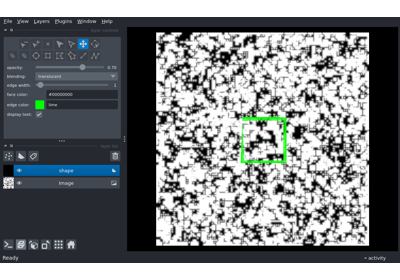 File View Layers Plugins Window Help
layer controls
opacity: 0.70
blending: translucent
edge width: 1
face color: #00000000
edge color: lime
display text:
layer list
shape
image
Ready
activity